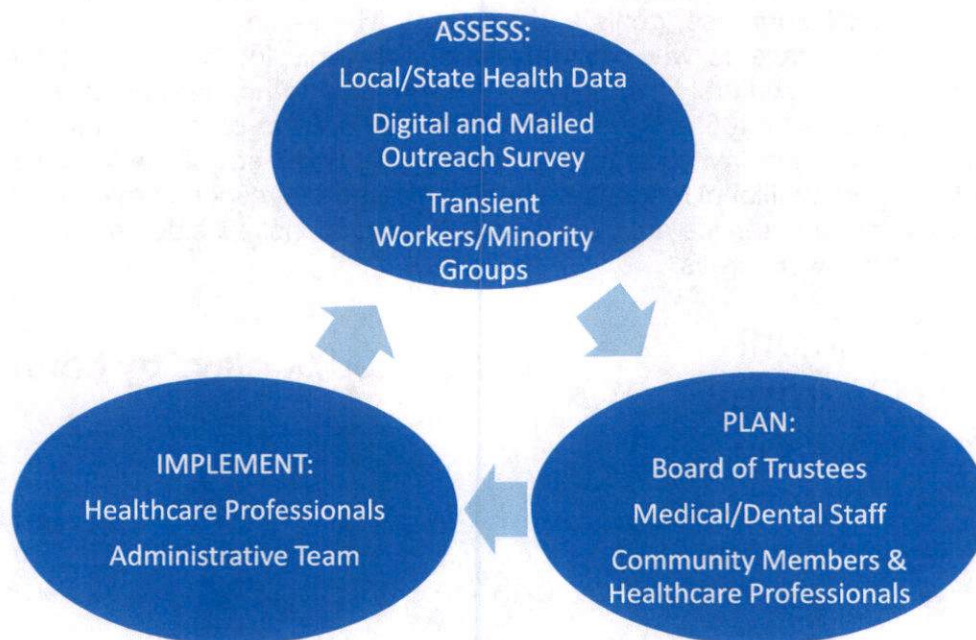 ASSESS:
Local/State Health Data
Digital and Mailed
Outreach Survey
Transient
Workers/Minority
Groups
PLAN:
Board of Trustees
Medical/Dental Staff
Community Members &
Healthcare Professionals
IMPLEMENT:
Healthcare Professionals
Administrative Team